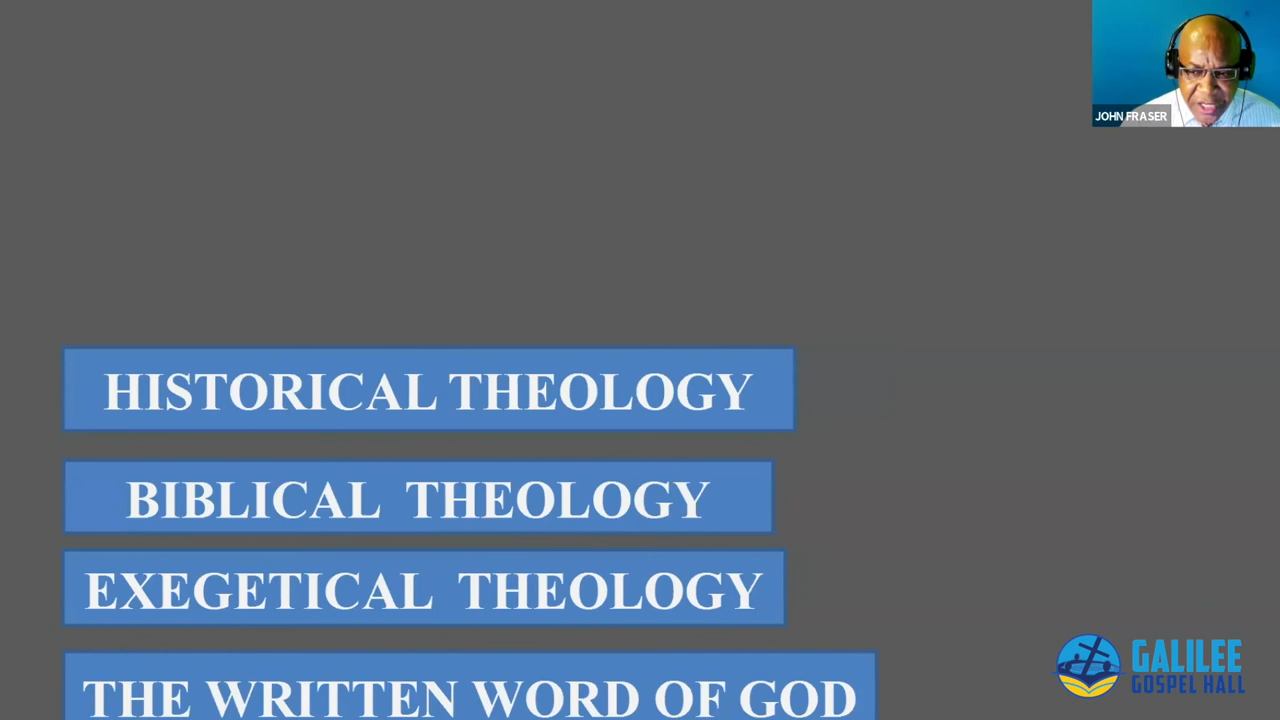 JOHN FRASER
HISTORICAL THEOLOGY
BIBLICAL THEOLOGY
EXEGETICAL THEOLOGY
THE WRITTEN WORD OF GOD
GALILEE
GOSPEL HALL